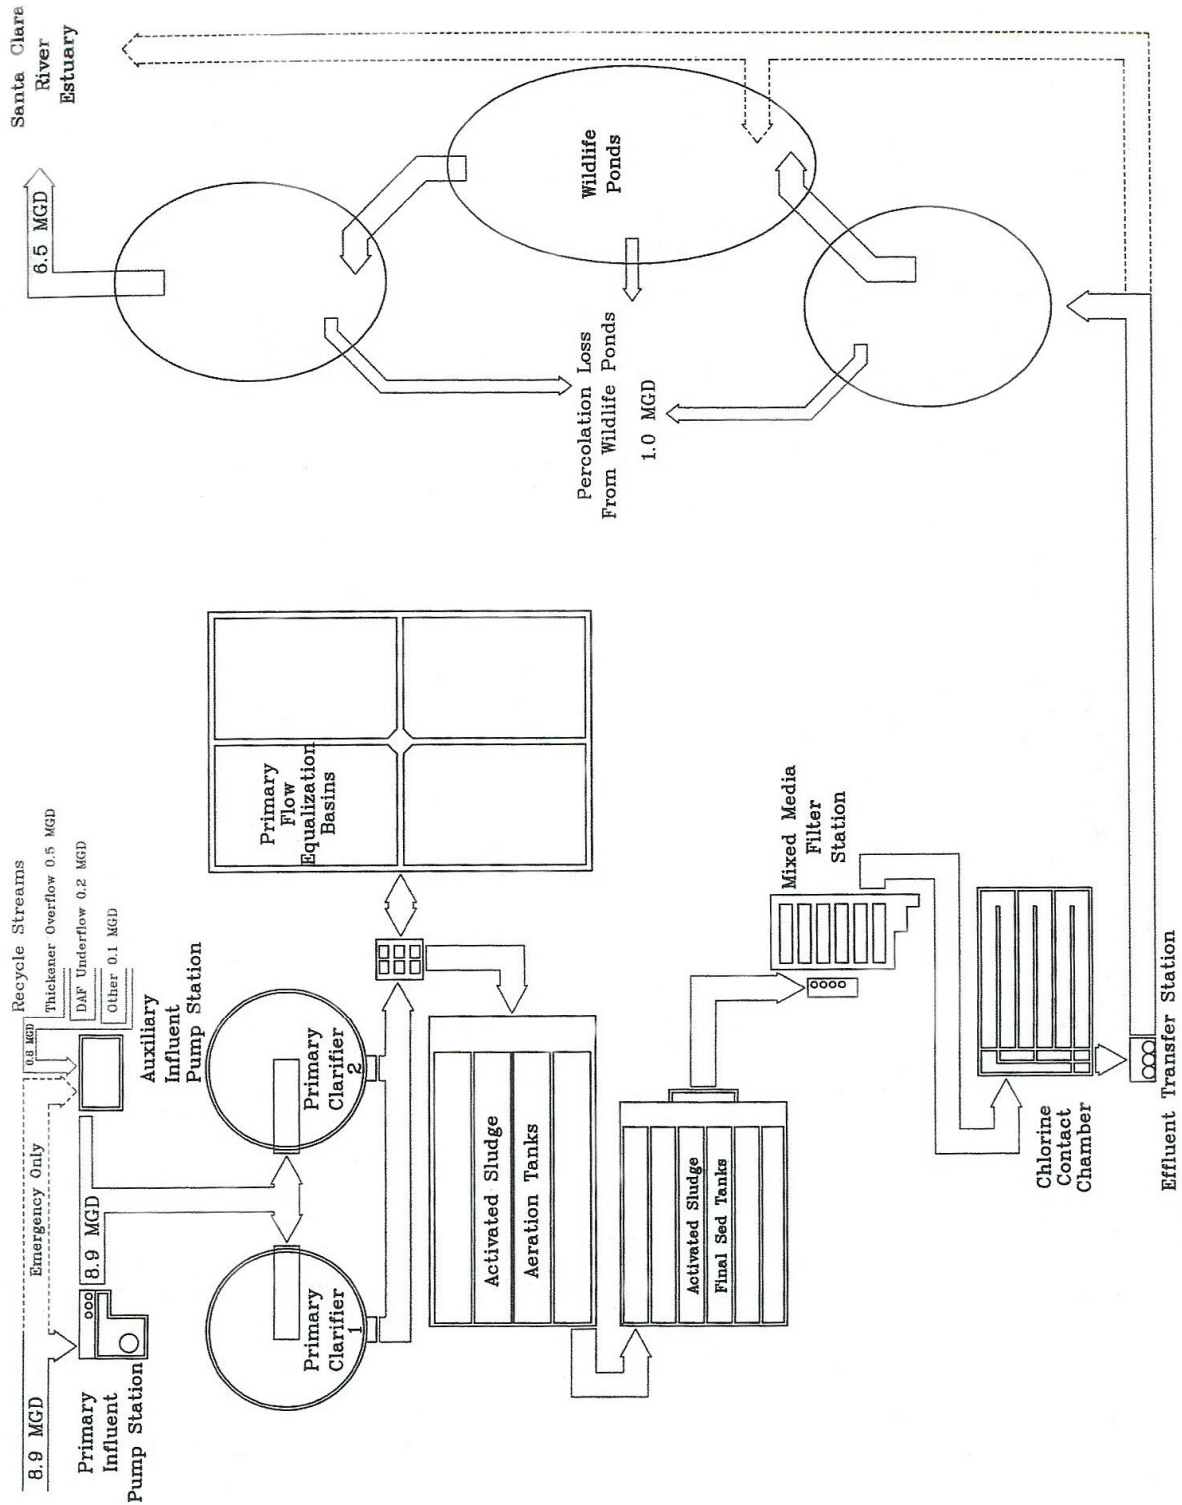 8.9 MGD
Primary
Influent
Pump Station
Emergency Only
8.9 MGD
0.8 MGD
Recycle Streams
Thickener Overflow 0.5 MGD
DAF Underflow 0.2 MGD
Other 0.1 MGD
Auxiliary
Influent
Pump Station
Primary
Clarifier
1
Primary
Clarifier
2
Primary
Flow
Equalization
Basins
Activated Sludge
Aeration Tanks
Activated Sludge
Final Sed Tanks
Mixed Media
Filter
Station
Chlorine
Contact
Chamber
Effluent Transfer Station
Percolation Loss
From Wildlife Ponds
1.0 MGD
Wildlife
Ponds
6.5 MGD
Santa Clara
River
Estuary